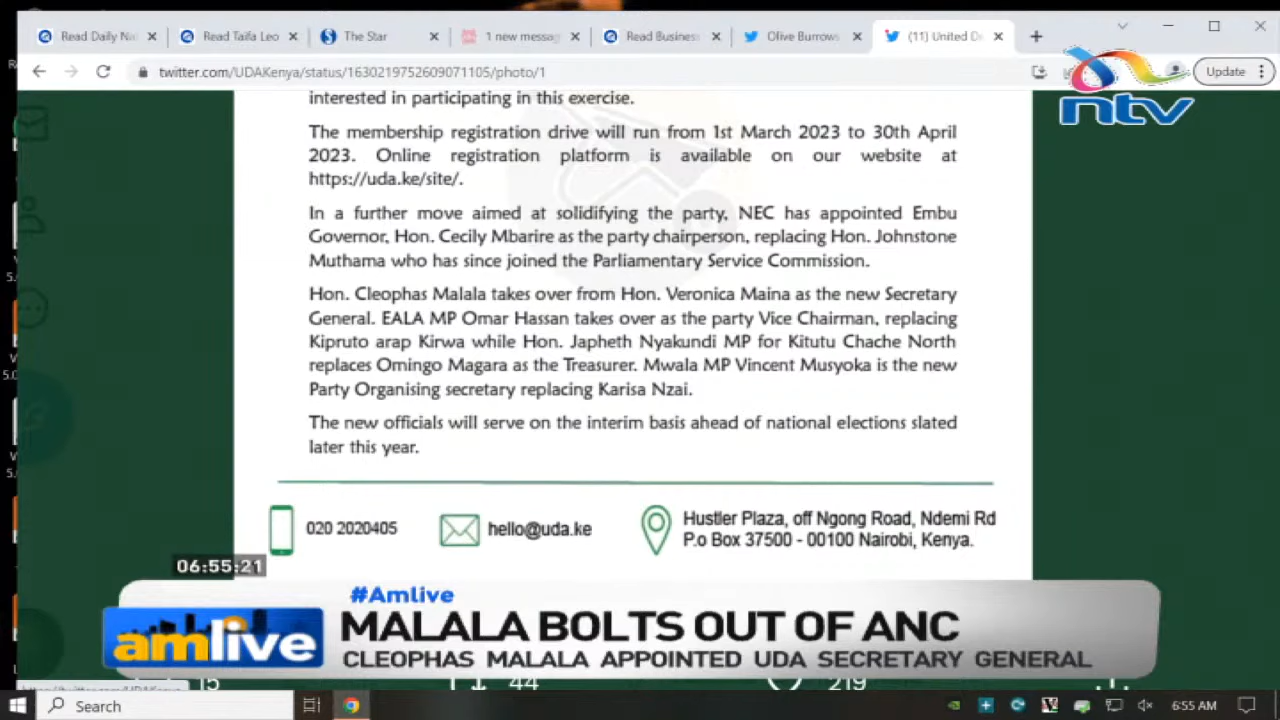 Read Daily Na
Read Taifa Leo
The Star
1 new messag
Read Business
Olive Burrows
(11) United De
twitter.com/UDAKenya/status/1630219752609071105/photo/1
Update
ntv
interested in participating in this exercise.
The membership registration drive will run from 1st March 2023 to 30th April
2023. Online registration platform is available on our website at
https://uda.ke/site/.
In a further move aimed at solidifying the party, NEC has appointed Embu
Governor, Hon. Cecily Mbarire as the party chairperson, replacing Hon. Johnstone
Muthama who has since joined the Parliamentary Service Commission.
Hon. Cleophas Malala takes over from Hon. Veronica Maina as the new Secretary
General. EALA MP Omar Hassan takes over as the party Vice Chairman, replacing
Kipruto arap Kirwa while Hon. Japheth Nyakundi MP for Kitutu Chache North
replaces Omingo Magara as the Treasurer. Mwala MP Vincent Musyoka is the new
Party Organising secretary replacing Karisa Nzai.
The new officials will serve on the interim basis ahead of national elections slated
later this year.
020 2020405
hello@uda.ke
Hustler Plaza, off Ngong Road, Ndemi Rd
P.o Box 37500 - 00100 Nairobi, Kenya.
06:55:21
#Amlive
amlive
MALALA BOLTS OUT OF ANC
CLEOPHAS MALALA APPOINTED UDA SECRETARY GENERAL
15
44
219
Search
6:55 AM